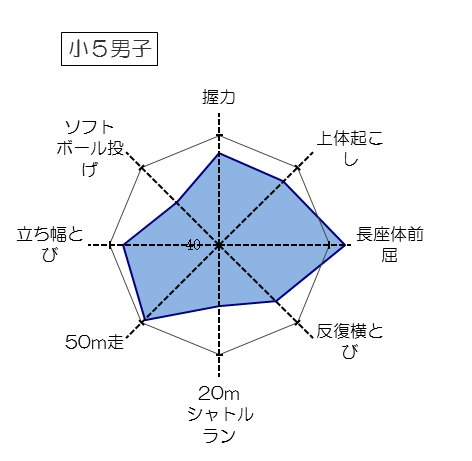 小５男子
握力
上体起こ
し
長座体前
屈
反復横と
び
20m
シャトル
ラン
50m走
立ち幅と
び
ソフト
ボール投
げ
40